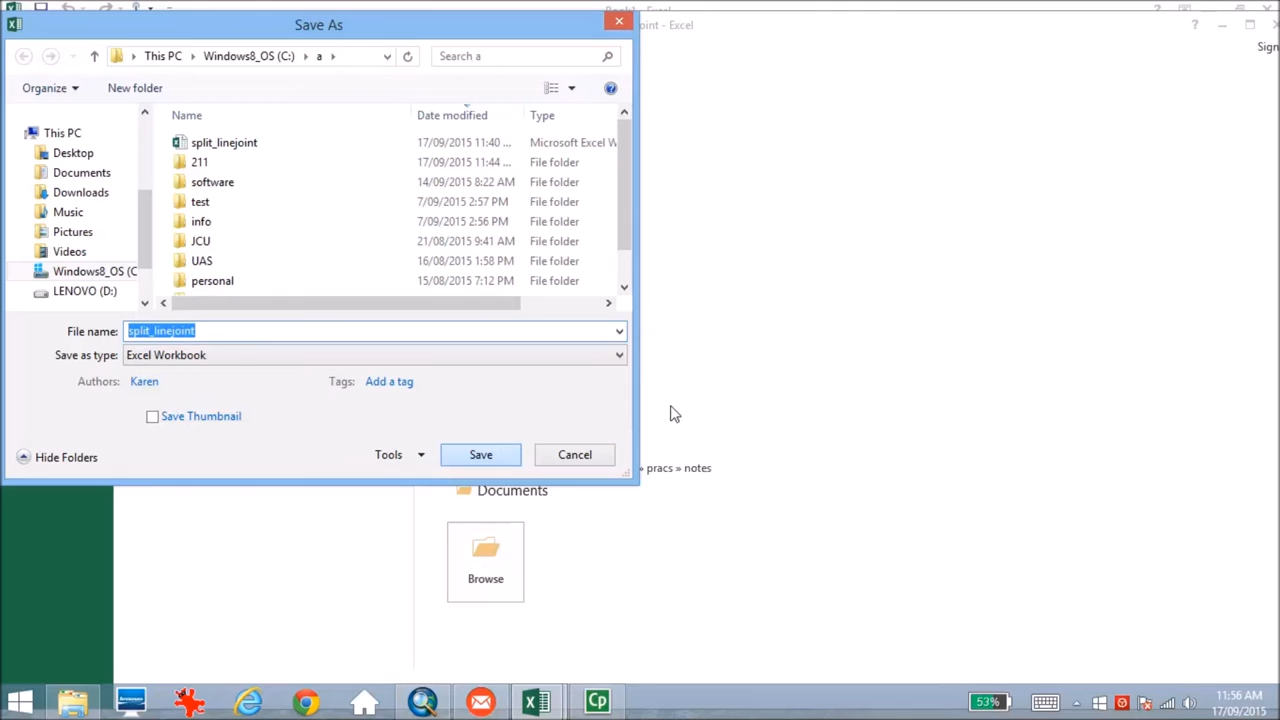 Book1 - Excel
Save As
oint - Excel
Sign
This PC
Windows8_OS (C:)
a
Search a
Organize
New folder
Name
Date modified
Type
This PC
Desktop
Documents
Downloads
Music
Pictures
Videos
Windows8_OS (C
LENOVO (D:)
split_linejoint 17/09/2015 11:40 ... Microsoft Excel W
211 17/09/2015 11:44 ... File folder
software 14/09/2015 8:22 AM File folder
test 7/09/2015 2:57 PM File folder
info 7/09/2015 2:56 PM File folder
JCU 21/08/2015 9:41 AM File folder
UAS 16/08/2015 1:58 PM File folder
personal 15/08/2015 7:12 PM File folder
File name: split_linejoint
Save as type: Excel Workbook
Authors: Karen
Tags: Add a tag
Save Thumbnail
Hide Folders
Tools
Save
Cancel
» pracs » notes
Documents
Browse
Cp
53%
11:56 AM
17/09/2015